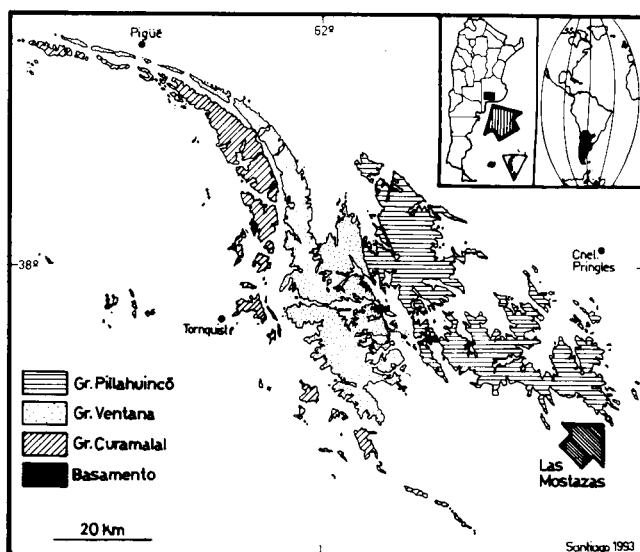 Pigüé
62º
38º
Cnel.
Pringles
Tornquist
Gr. Pillahuincó
Gr. Ventana
Gr. Curamalal
Basamento
Las
Mostazas
20 Km
Santiago 1993